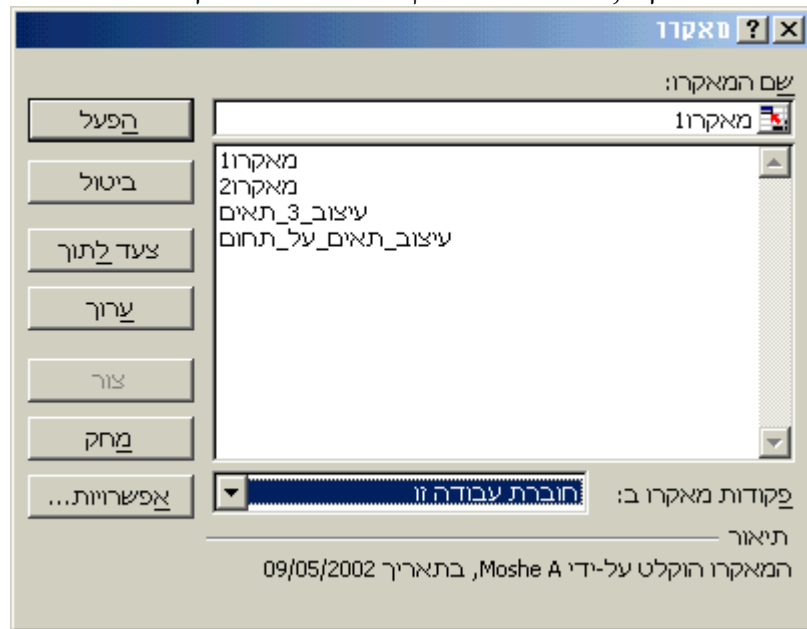 מאקרו
שם המאקרו:
מאקרו1
הפעל
מאקרו1
מאקרו2
עיצוב_3_תאים
עיצוב_תאים_על_תחום
ביטול
צעד לתוך
ערוך
צור
מחק
אפשרויות...
פקודות מאקרו ב: חוברת עבודה זו
תיאור
המאקרו הוקלט על-ידי Moshe A, בתאריך 09/05/2002